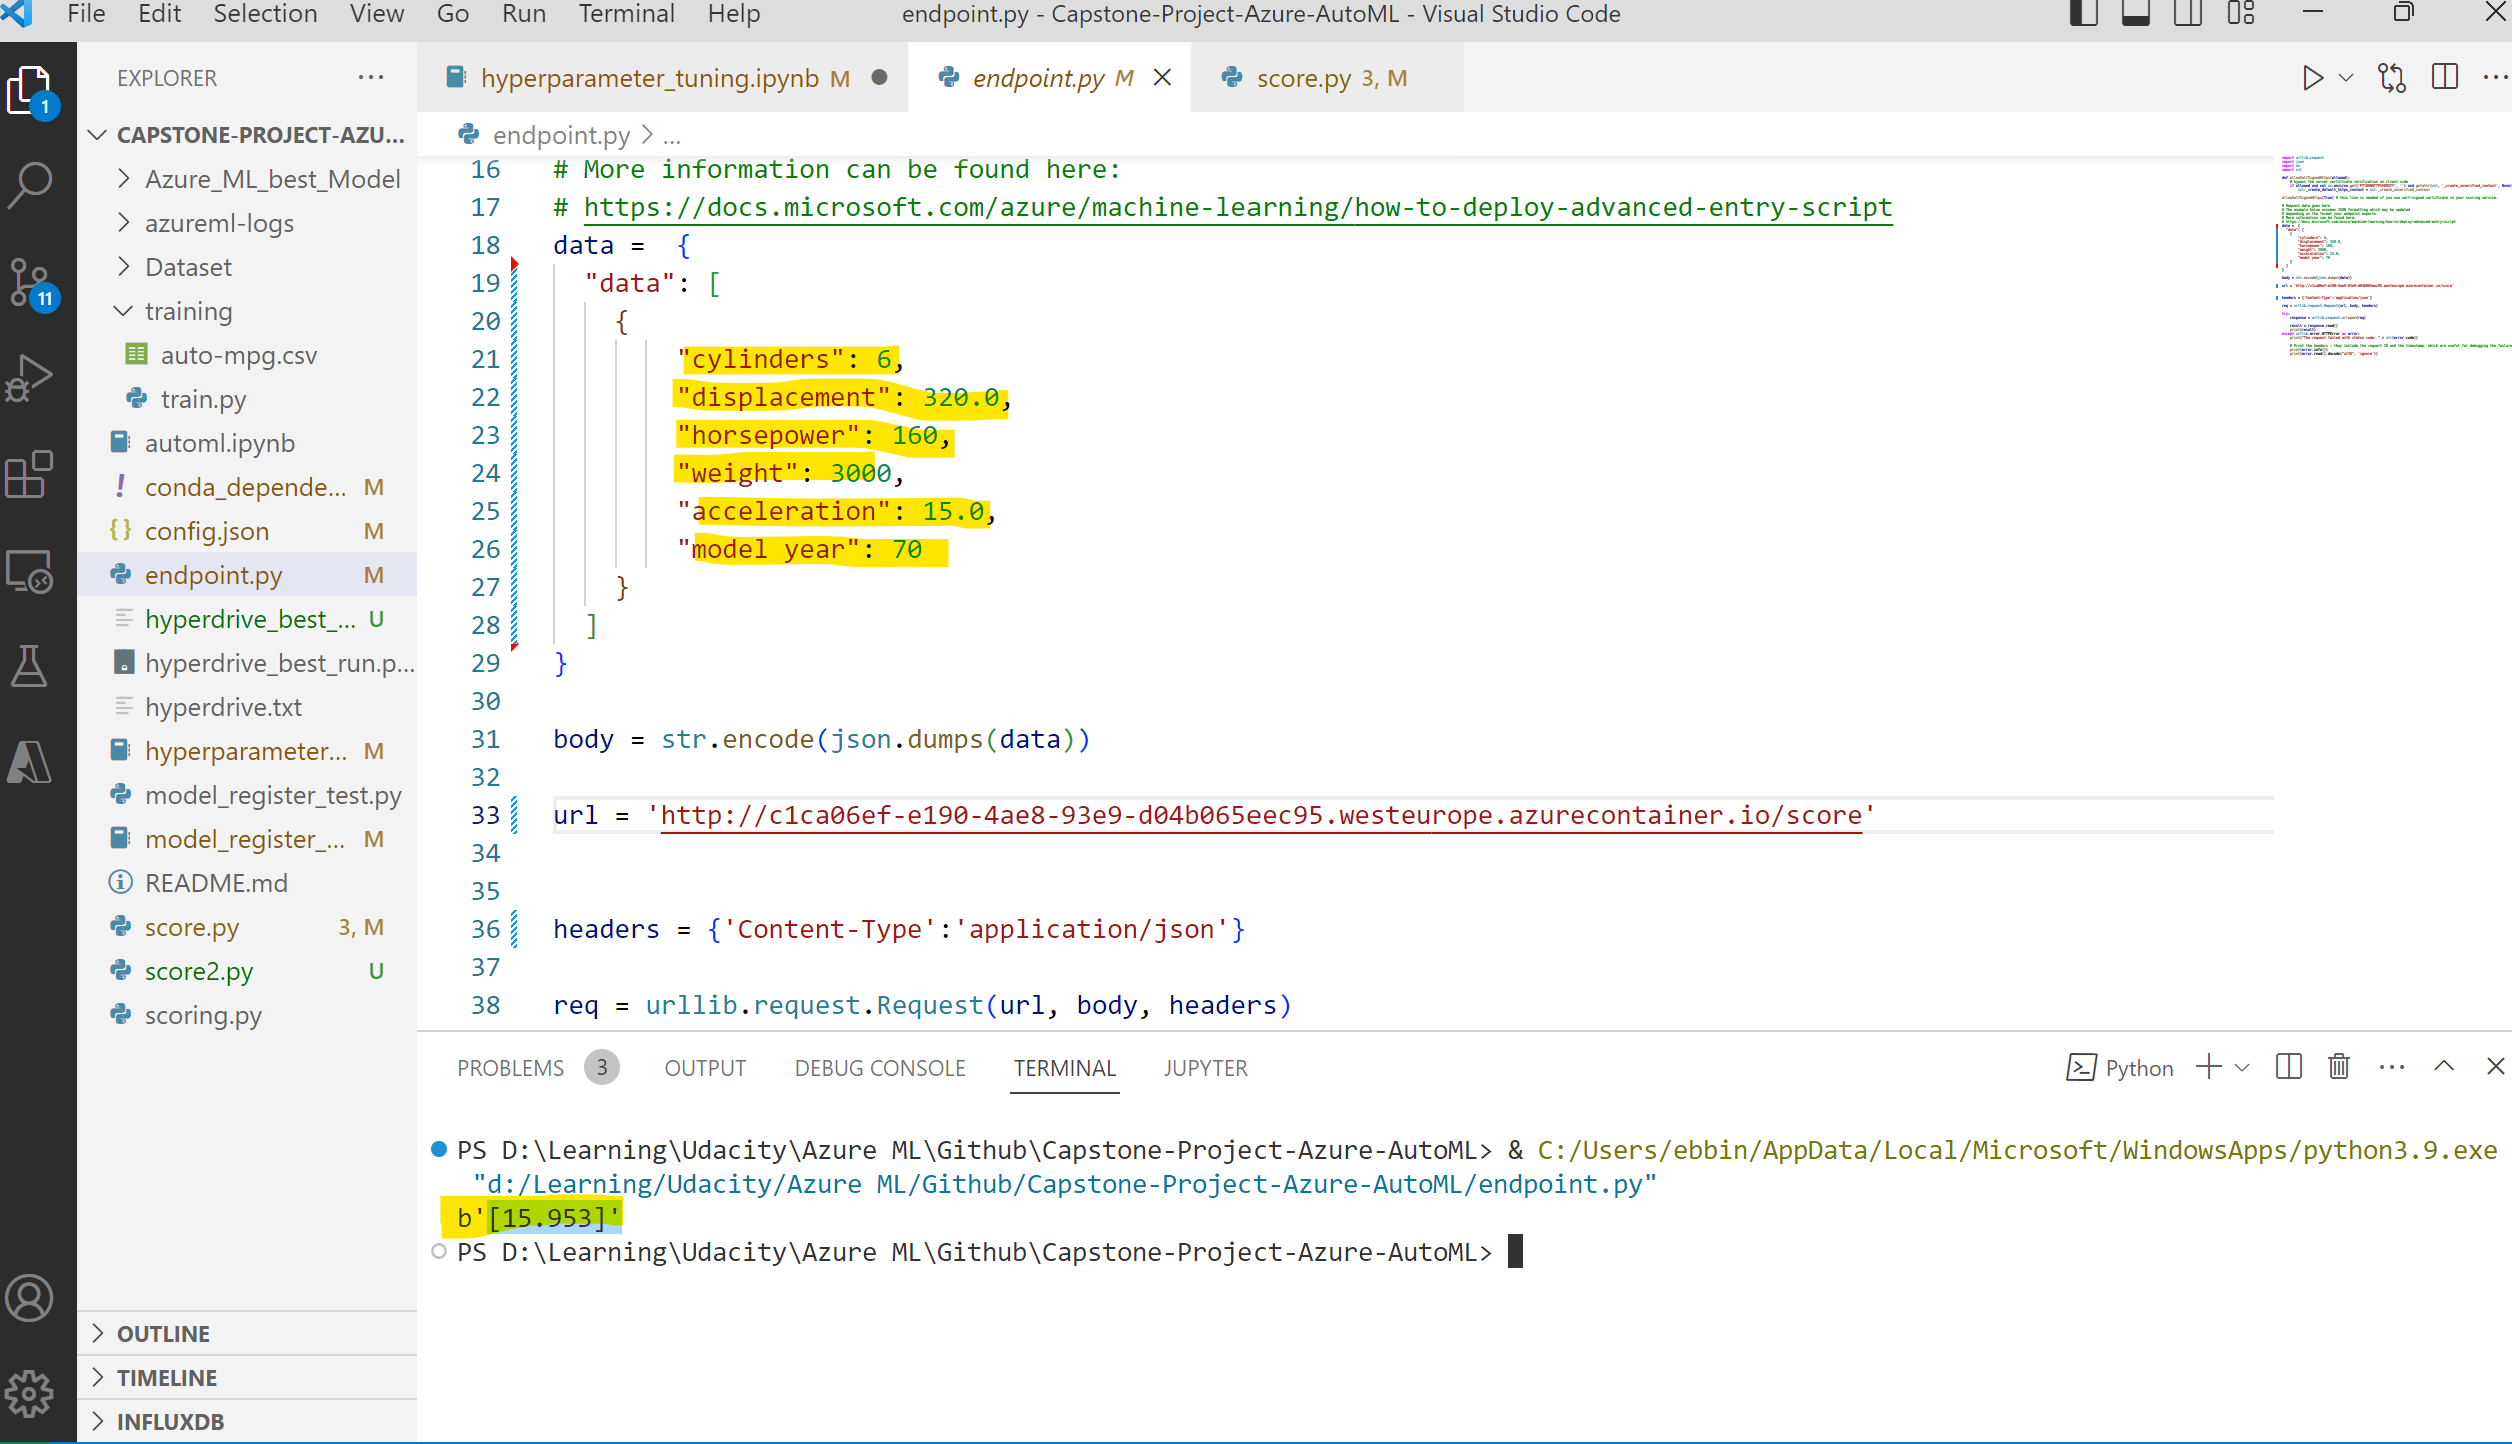 File Edit Selection View Go Run Terminal Help endpoint.py - Capstone-Project-Azure-AutoML - Visual Studio Code
EXPLORER
1
11
CAPSTONE-PROJECT-AZU...
Azure_ML_best_Model
azureml-logs
Dataset
training
auto-mpg.csv
train.py
automl.ipynb
conda_depende... M
config.json M
endpoint.py M
hyperdrive_best_... U
hyperdrive_best_run.p...
hyperdrive.txt
hyperparameter... M
model_register_test.py
model_register_... M
README.md
score.py 3, M
score2.py U
scoring.py
OUTLINE
TIMELINE
INFLUXDB
hyperparameter_tuning.ipynb M endpoint.py M score.py 3, M
endpoint.py > ...
16 # More information can be found here:
17 # https://docs.microsoft.com/azure/machine-learning/how-to-deploy-advanced-entry-script
18 data = {
19 "data": [
20 {
21 "cylinders": 6,
22 "displacement": 320.0,
23 "horsepower": 160,
24 "weight": 3000,
25 "acceleration": 15.0,
26 "model year": 70
27 }
28 ]
29 }
30
31 body = str.encode(json.dumps(data))
32
33 url = 'http://c1ca06ef-e190-4ae8-93e9-d04b065eec95.westeurope.azurecontainer.io/score'
34
35
36 headers = {'Content-Type':'application/json'}
37
38 req = urllib.request.Request(url, body, headers)
PROBLEMS 3 OUTPUT DEBUG CONSOLE TERMINAL JUPYTER Python
PS D:\Learning\Udacity\Azure ML\Github\Capstone-Project-Azure-AutoML> & C:/Users/ebbin/AppData/Local/Microsoft/WindowsApps/python3.9.exe
"d:/Learning/Udacity/Azure ML/Github/Capstone-Project-Azure-AutoML/endpoint.py"
b'[15.953]'
PS D:\Learning\Udacity\Azure ML\Github\Capstone-Project-Azure-AutoML>